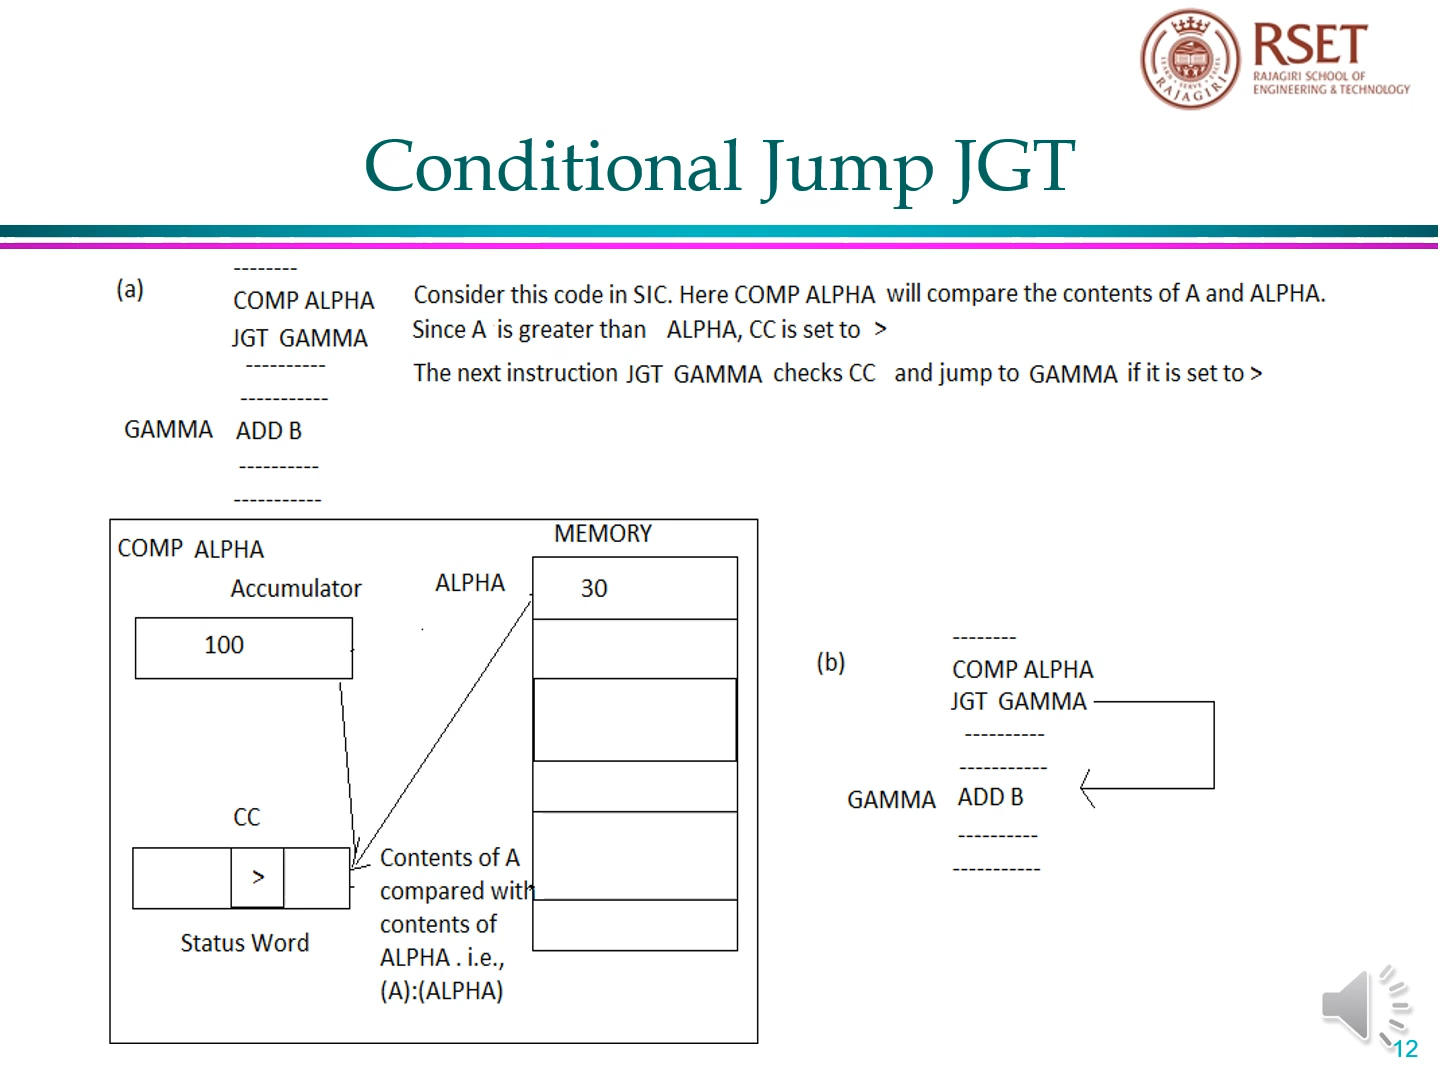 RSET
RAJAGIRI SCHOOL OF
ENGINEERING & TECHNOLOGY
RAJAGIRI
Conditional Jump JGT
(a)
--------
COMP ALPHA
JGT GAMMA
----------
-----------
GAMMA ADD B
----------
-----------
Consider this code in SIC. Here COMP ALPHA will compare the contents of A and ALPHA.
Since A is greater than ALPHA, CC is set to >
The next instruction JGT GAMMA checks CC and jump to GAMMA if it is set to >
COMP ALPHA
MEMORY
Accumulator
ALPHA
30
100
CC
>
Status Word
Contents of A
compared with
contents of
ALPHA . i.e.,
(A):(ALPHA)
(b)
--------
COMP ALPHA
JGT GAMMA
----------
-----------
GAMMA ADD B
----------
-----------
12